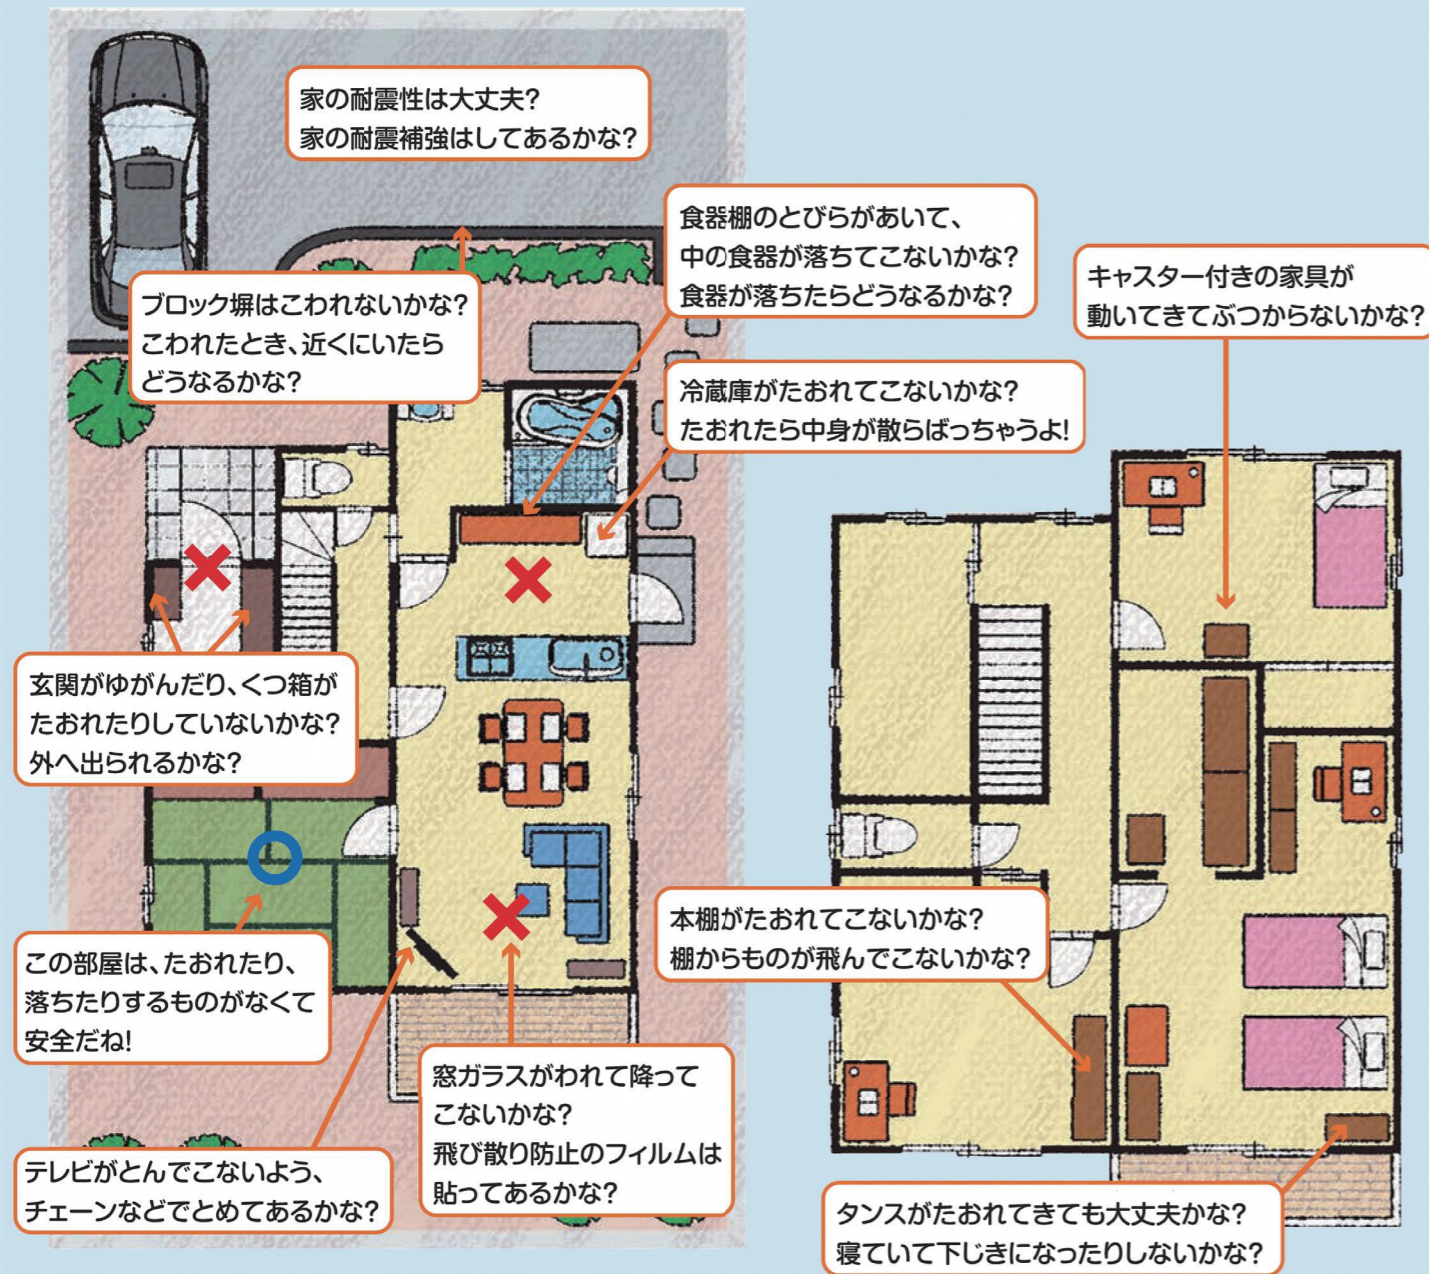 家の耐震性は大丈夫?
家の耐震補強はしてあるかな?
食器棚のとびらがあいて、
中の食器が落ちてこないかな?
食器が落ちたらどうなるかな?
キャスター付きの家具が
動いてきてぶつからないかな?
ブロック塀はこわれないかな?
こわれたとき、近くにいたら
どうなるかな?
冷蔵庫がたおれてこないかな?
たおれたら中身が散らばっちゃうよ!
玄関がゆがんだり、くつ箱が
たおれたりしていないかな?
外へ出られるかな?
本棚がたおれてこないかな?
棚からものが飛んでこないかな?
この部屋は、たおれたり、
落ちたりするものがなくて
安全だね!
窓ガラスがわれて降って
こないかな?
飛び散り防止のフィルムは
貼ってあるかな?
テレビがとんでこないよう、
チェーンなどでとめてあるかな?
タンスがたおれてきても大丈夫かな?
寝ていて下じきになったりしないかな?